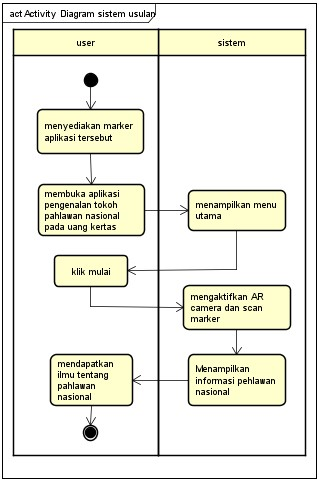 act Activity Diagram sistem usulan
user
sistem
menyediakan marker
aplikasi tersebut
membuka aplikasi
pengenalan tokoh
pahlawan nasional
pada uang kertas
menampilkan menu
utama
klik mulai
mengaktifkan AR
camera dan scan
marker
Menampilkan
informasi pehlawan
nasional
mendapatkan
ilmu tentang
pahlawan
nasional